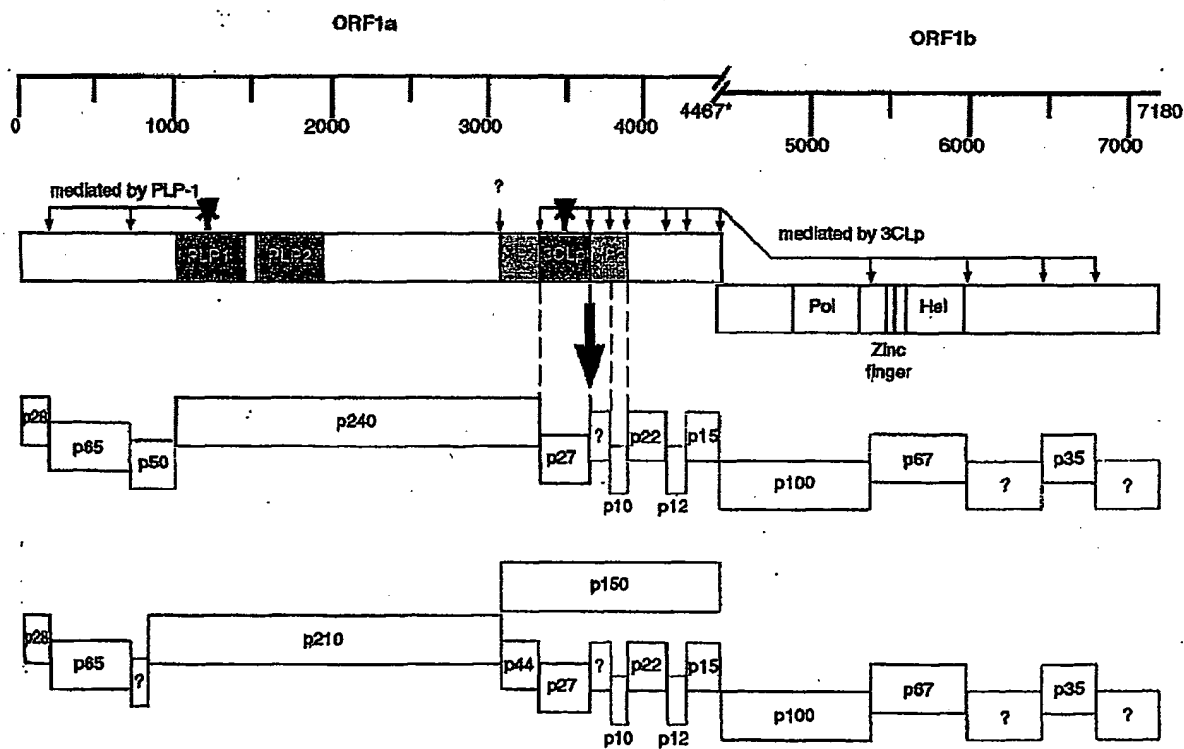 ORF1a
ORF1b
0
1000
2000
3000
4000
4467*
5000
6000
7000
7180
mediated by PLP-1
?
mediated by 3CLp
PLP1
PLP2
3CLp
Pol
Hel
Zinc
finger
p28
p65
p50
p240
p27
?
p10
p22
p12
p15
p100
p67
?
p35
?
p150
p28
p65
?
p210
p44
p27
?
p10
p22
p12
p15
p100
p67
?
p35
?